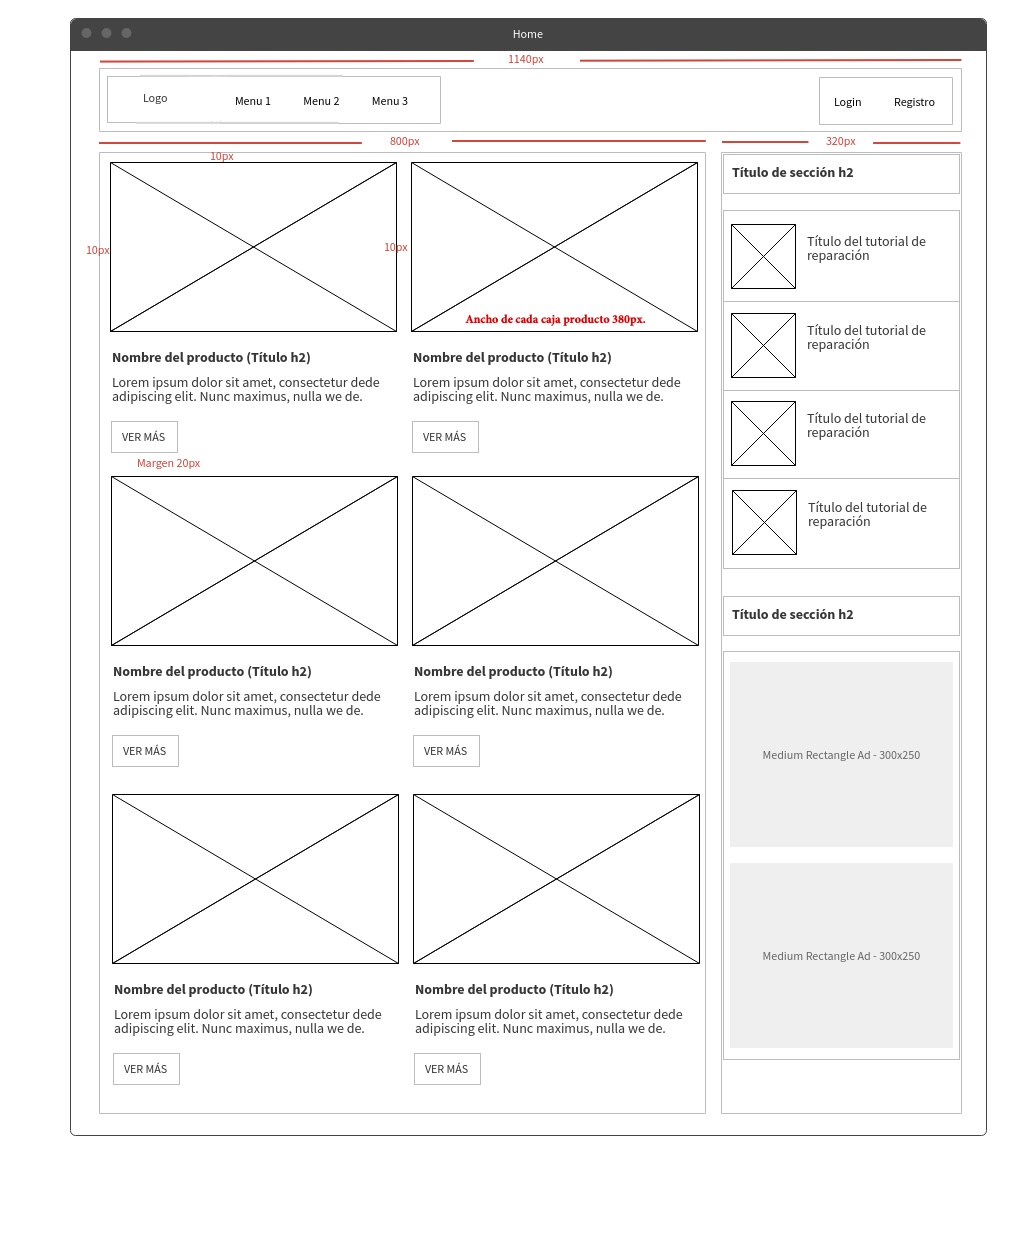 Home
1140px
Logo
Menu 1
Menu 2
Menu 3
Login
Registro
800px
320px
10px
10px
10px
Ancho de cada caja producto 380px.
Nombre del producto (Título h2)
Lorem ipsum dolor sit amet, consectetur dede
adipiscing elit. Nunc maximus, nulla we de.
VER MÁS
Nombre del producto (Título h2)
Lorem ipsum dolor sit amet, consectetur dede
adipiscing elit. Nunc maximus, nulla we de.
VER MÁS
Margen 20px
Nombre del producto (Título h2)
Lorem ipsum dolor sit amet, consectetur dede
adipiscing elit. Nunc maximus, nulla we de.
VER MÁS
Nombre del producto (Título h2)
Lorem ipsum dolor sit amet, consectetur dede
adipiscing elit. Nunc maximus, nulla we de.
VER MÁS
Nombre del producto (Título h2)
Lorem ipsum dolor sit amet, consectetur dede
adipiscing elit. Nunc maximus, nulla we de.
VER MÁS
Nombre del producto (Título h2)
Lorem ipsum dolor sit amet, consectetur dede
adipiscing elit. Nunc maximus, nulla we de.
VER MÁS
Título de sección h2
Título del tutorial de
reparación
Título del tutorial de
reparación
Título del tutorial de
reparación
Título del tutorial de
reparación
Título de sección h2
Medium Rectangle Ad - 300x250
Medium Rectangle Ad - 300x250